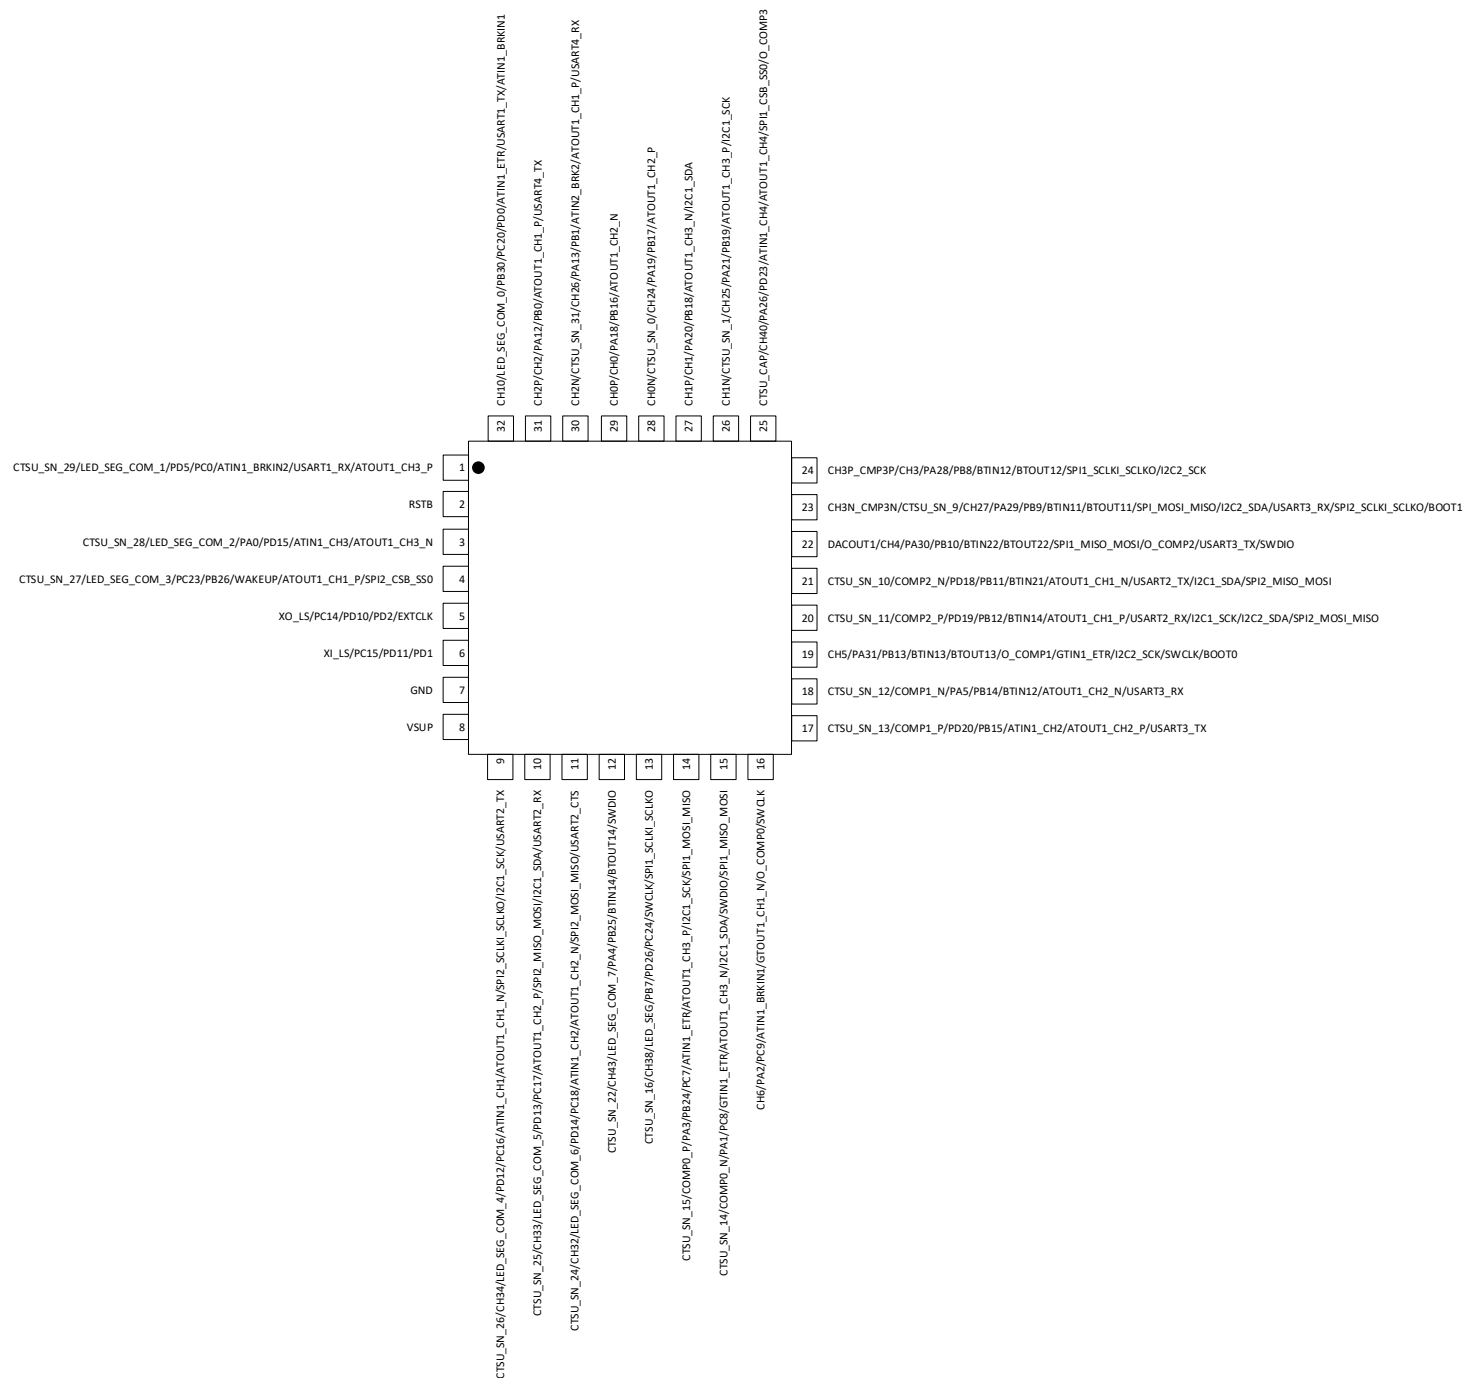 CH10/LED_SEG_COM_0/PB30/PC20/PD0/ATIN1_ETR/USART1_TX/ATIN1_BRKIN1
CH2P/CH2/PA12/PB0/ATOUT1_CH1_P/USART4_TX
CH2N/CTSU_SN_31/CH26/PA13/PB1/ATIN2_BRK2/ATOUT1_CH1_P/USART4_RX
CH0P/CH0/PA18/PB16/ATOUT1_CH2_N
CH0N/CTSU_SN_0/CH24/PA19/PB17/ATOUT1_CH2_P
CH1P/CH1/PA20/PB18/ATOUT1_CH3_N/I2C1_SDA
CH1N/CTSU_SN_1/CH25/PA21/PB19/ATOUT1_CH3_P/I2C1_SCK
CTSU_CAP/CH40/PA26/PD23/ATIN1_CH4/ATOUT1_CH4/SPI1_CSB_SS0/O_COMP3
32
31
30
29
28
27
26
25
CTSU_SN_29/LED_SEG_COM_1/PD5/PC0/ATIN1_BRKIN2/USART1_RX/ATOUT1_CH3_P 1
RSTB 2
CTSU_SN_28/LED_SEG_COM_2/PA0/PD15/ATIN1_CH3/ATOUT1_CH3_N 3
CTSU_SN_27/LED_SEG_COM_3/PC23/PB26/WAKEUP/ATOUT1_CH1_P/SPI2_CSB_SS0 4
XO_LS/PC14/PD10/PD2/EXTCLK 5
XI_LS/PC15/PD11/PD1 6
GND 7
VSUP 8
24 CH3P_CMP3P/CH3/PA28/PB8/BTIN12/BTOUT12/SPI1_SCLKI_SCLKO/I2C2_SCK
23 CH3N_CMP3N/CTSU_SN_9/CH27/PA29/PB9/BTIN11/BTOUT11/SPI_MOSI_MISO/I2C2_SDA/USART3_RX/SPI2_SCLKI_SCLKO/BOOT1
22 DACOUT1/CH4/PA30/PB10/BTIN22/BTOUT22/SPI1_MISO_MOSI/O_COMP2/USART3_TX/SWDIO
21 CTSU_SN_10/COMP2_N/PD18/PB11/BTIN21/ATOUT1_CH1_N/USART2_TX/I2C1_SDA/SPI2_MISO_MOSI
20 CTSU_SN_11/COMP2_P/PD19/PB12/BTIN14/ATOUT1_CH1_P/USART2_RX/I2C1_SCK/I2C2_SDA/SPI2_MOSI_MISO
19 CH5/PA31/PB13/BTIN13/BTOUT13/O_COMP1/GTIN1_ETR/I2C2_SCK/SWCLK/BOOT0
18 CTSU_SN_12/COMP1_N/PA5/PB14/BTIN12/ATOUT1_CH2_N/USART3_RX
17 CTSU_SN_13/COMP1_P/PD20/PB15/ATIN1_CH2/ATOUT1_CH2_P/USART3_TX
9
10
11
12
13
14
15
16
CTSU_SN_26/CH34/LED_SEG_COM_4/PD12/PC16/ATIN1_CH1/ATOUT1_CH1_N/SPI2_SCLKI_SCLKO/I2C1_SCK/USART2_TX
CTSU_SN_25/CH33/LED_SEG_COM_5/PD13/PC17/ATOUT1_CH2_P/SPI2_MISO_MOSI/I2C1_SDA/USART2_RX
CTSU_SN_24/CH32/LED_SEG_COM_6/PD14/PC18/ATIN1_CH2/ATOUT1_CH2_N/SPI2_MOSI_MISO/USART2_CTS
CTSU_SN_22/CH43/LED_SEG_COM_7/PA4/PB25/BTIN14/BTOUT14/SWDIO
CTSU_SN_16/CH38/LED_SEG/PB7/PD26/PC24/SWCLK/SPI1_SCLKI_SCLKO
CTSU_SN_15/COMP0_P/PA3/PB24/PC7/ATIN1_ETR/ATOUT1_CH3_P/I2C1_SCK/SPI1_MOSI_MISO
CTSU_SN_14/COMP0_N/PA1/PC8/GTIN1_ETR/ATOUT1_CH3_N/I2C1_SDA/SWDIO/SPI1_MISO_MOSI
CH6/PA2/PC9/ATIN1_BRKIN1/GTOUT1_CH1_N/O_COMP0/SWCLK